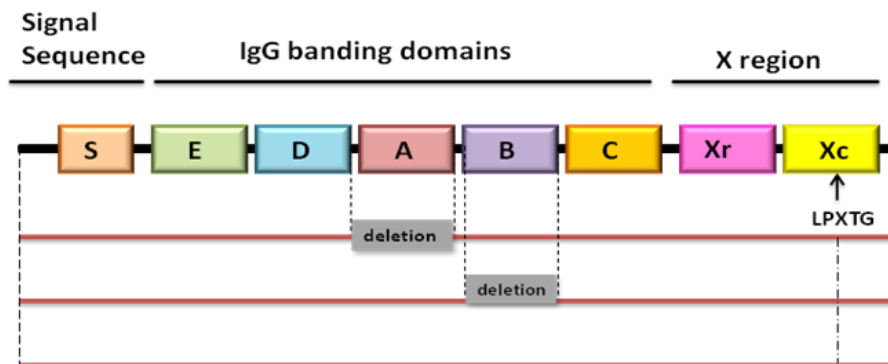 Signal
Sequence
IgG banding domains
X region
S E D A B C Xr Xc
LPXTG
deletion
deletion